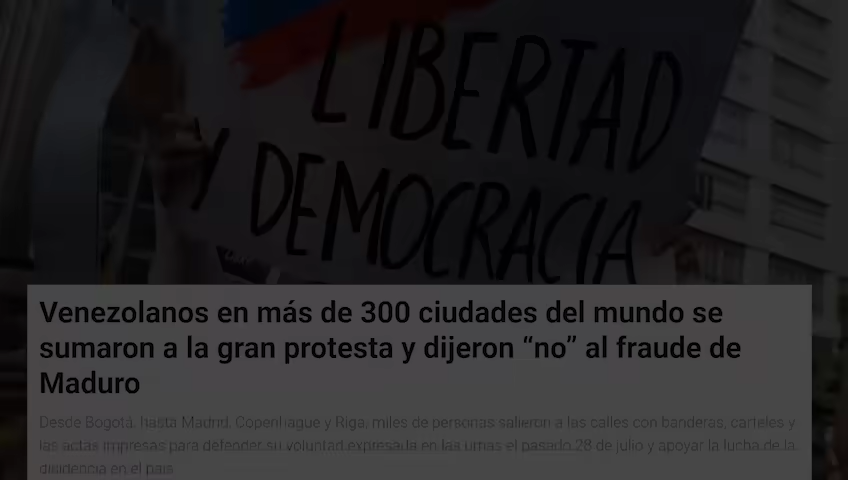 LIBERTAD
Y DEMOCRACIA
Venezolanos en más de 300 ciudades del mundo se
sumaron a la gran protesta y dijeron “no” al fraude de
Maduro
Desde Bogotá, hasta Madrid, Copenhague y Riga, miles de personas salieron a las calles con banderas, carteles y
las actas impresas para defender su voluntad expresada en las urnas el pasado 28 de julio y apoyar la lucha de la
disidencia en el país